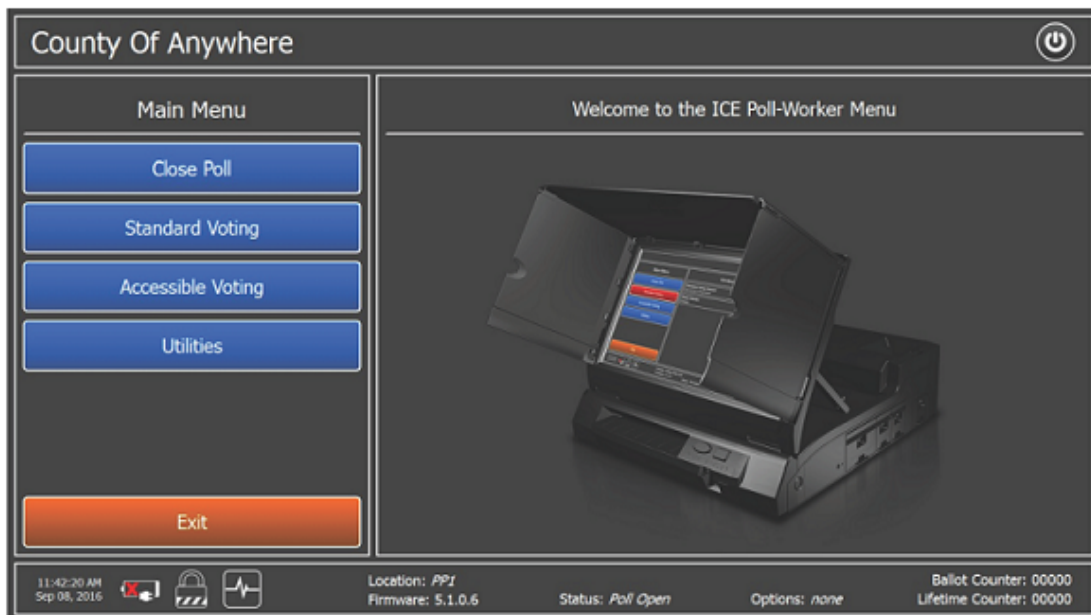 County Of Anywhere
Main Menu
Close Poll
Standard Voting
Accessible Voting
Utilities
Exit
Welcome to the ICE Poll-Worker Menu
11:42:20 AM
Sep 08, 2016
Location: PP1
Firmware: 5.1.0.6
Status: Poll Open
Options: none
Ballot Counter: 00000
Lifetime Counter: 00000